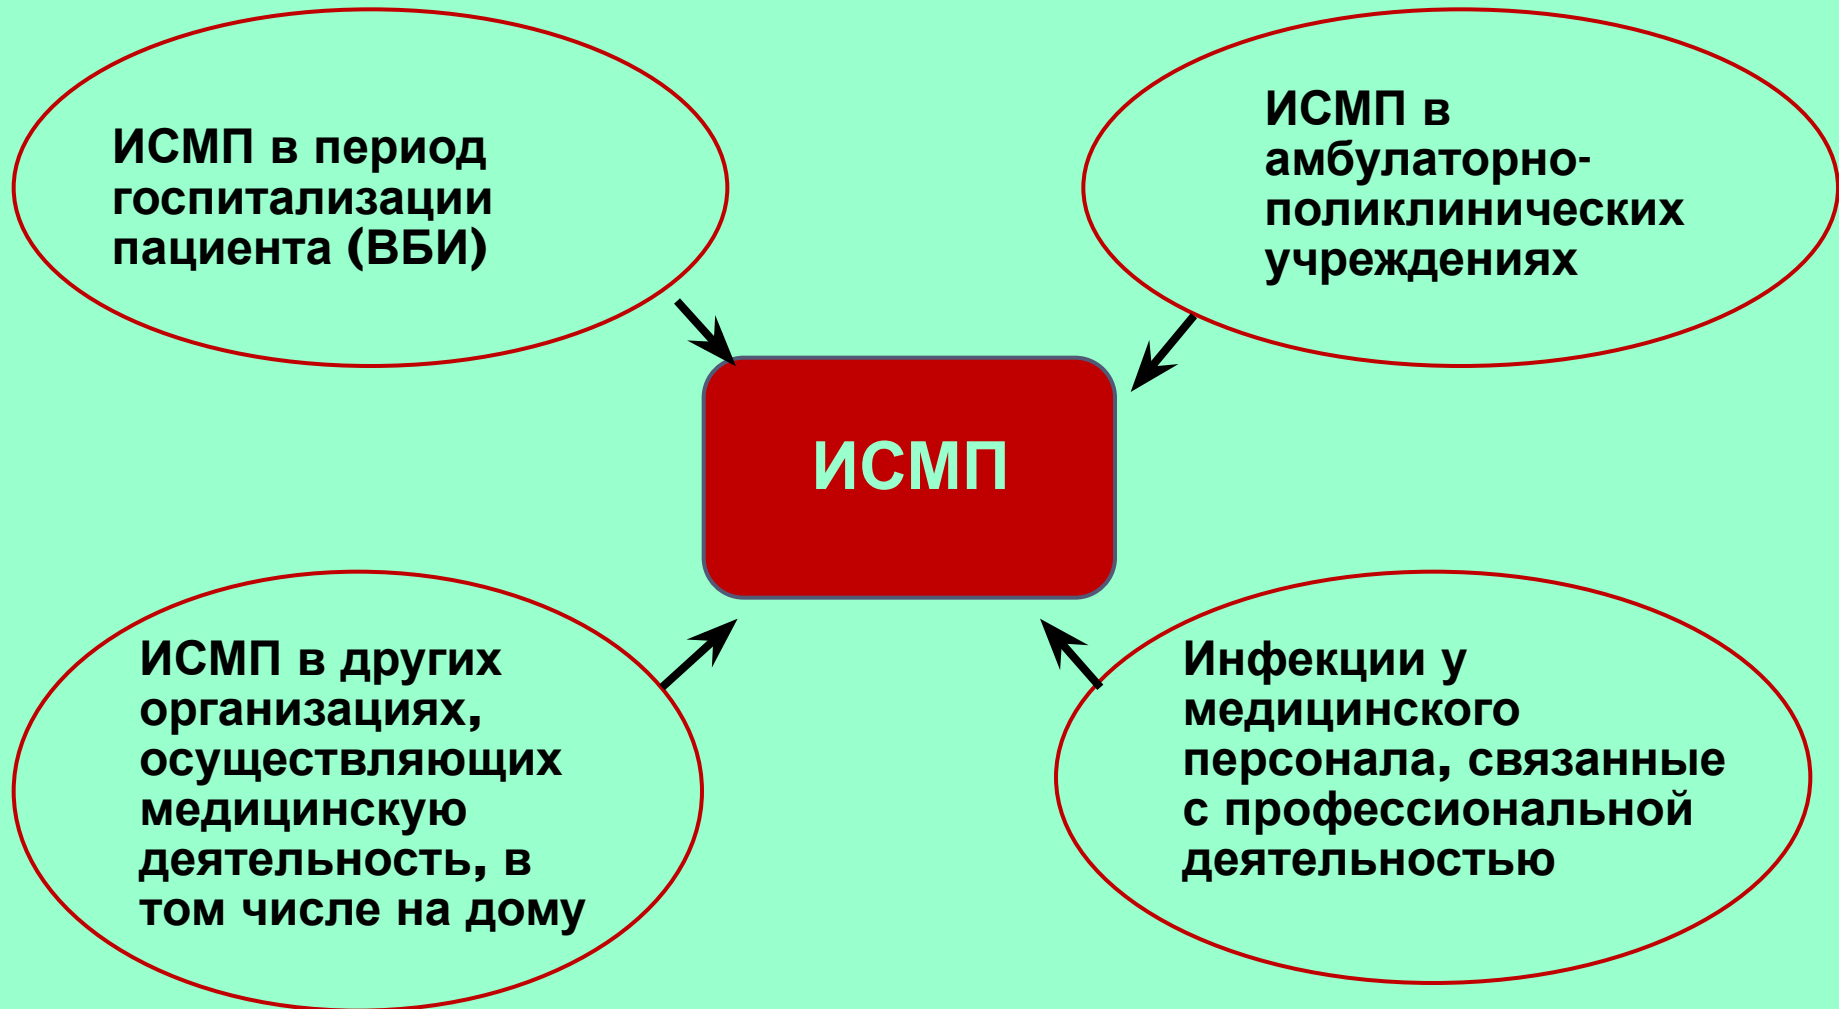 ИСМП в период
госпитализации
пациента (ВБИ)
ИСМП в
амбулаторно-
поликлинических
учреждениях
ИСМП
ИСМП в других
организациях,
осуществляющих
медицинскую
деятельность, в
том числе на дому
Инфекции у
медицинского
персонала, связанные
с профессиональной
деятельностью